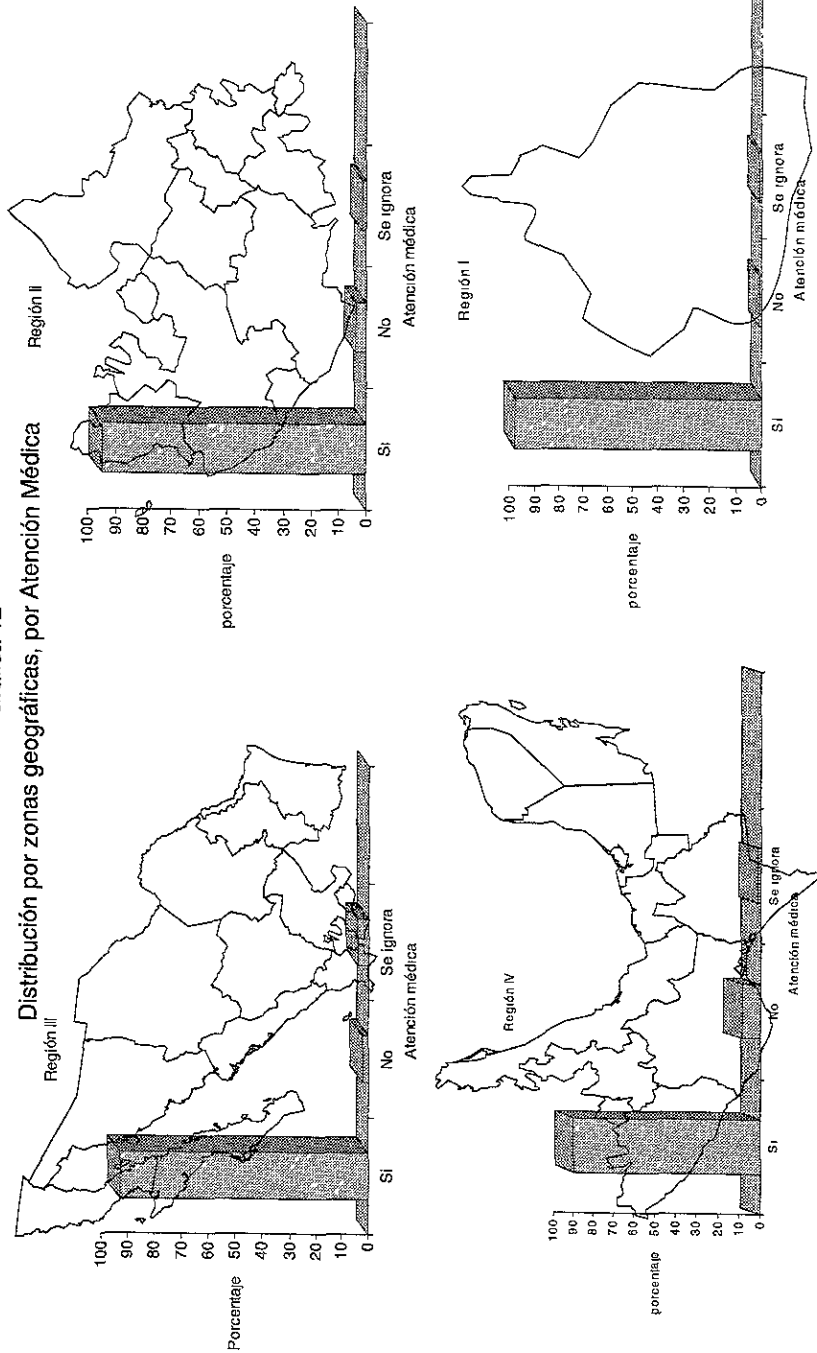 Distribución por zonas geográficas, por Atención Médica
Región III
Porcentaje
100
90
80
70
60
50
40
30
20
10
0
Si
No
Se ignora
Atención médica
Región II
porcentaje
100
90
80
70
60
50
40
30
20
10
0
Si
No
Se ignora
Atención médica
Región IV
porcentaje
100
90
80
70
60
50
40
30
20
10
0
Si
No
Se ignora
Atención médica
Región I
porcentaje
100
90
80
70
60
50
40
30
20
10
0
Si
No
Se ignora
Atención médica